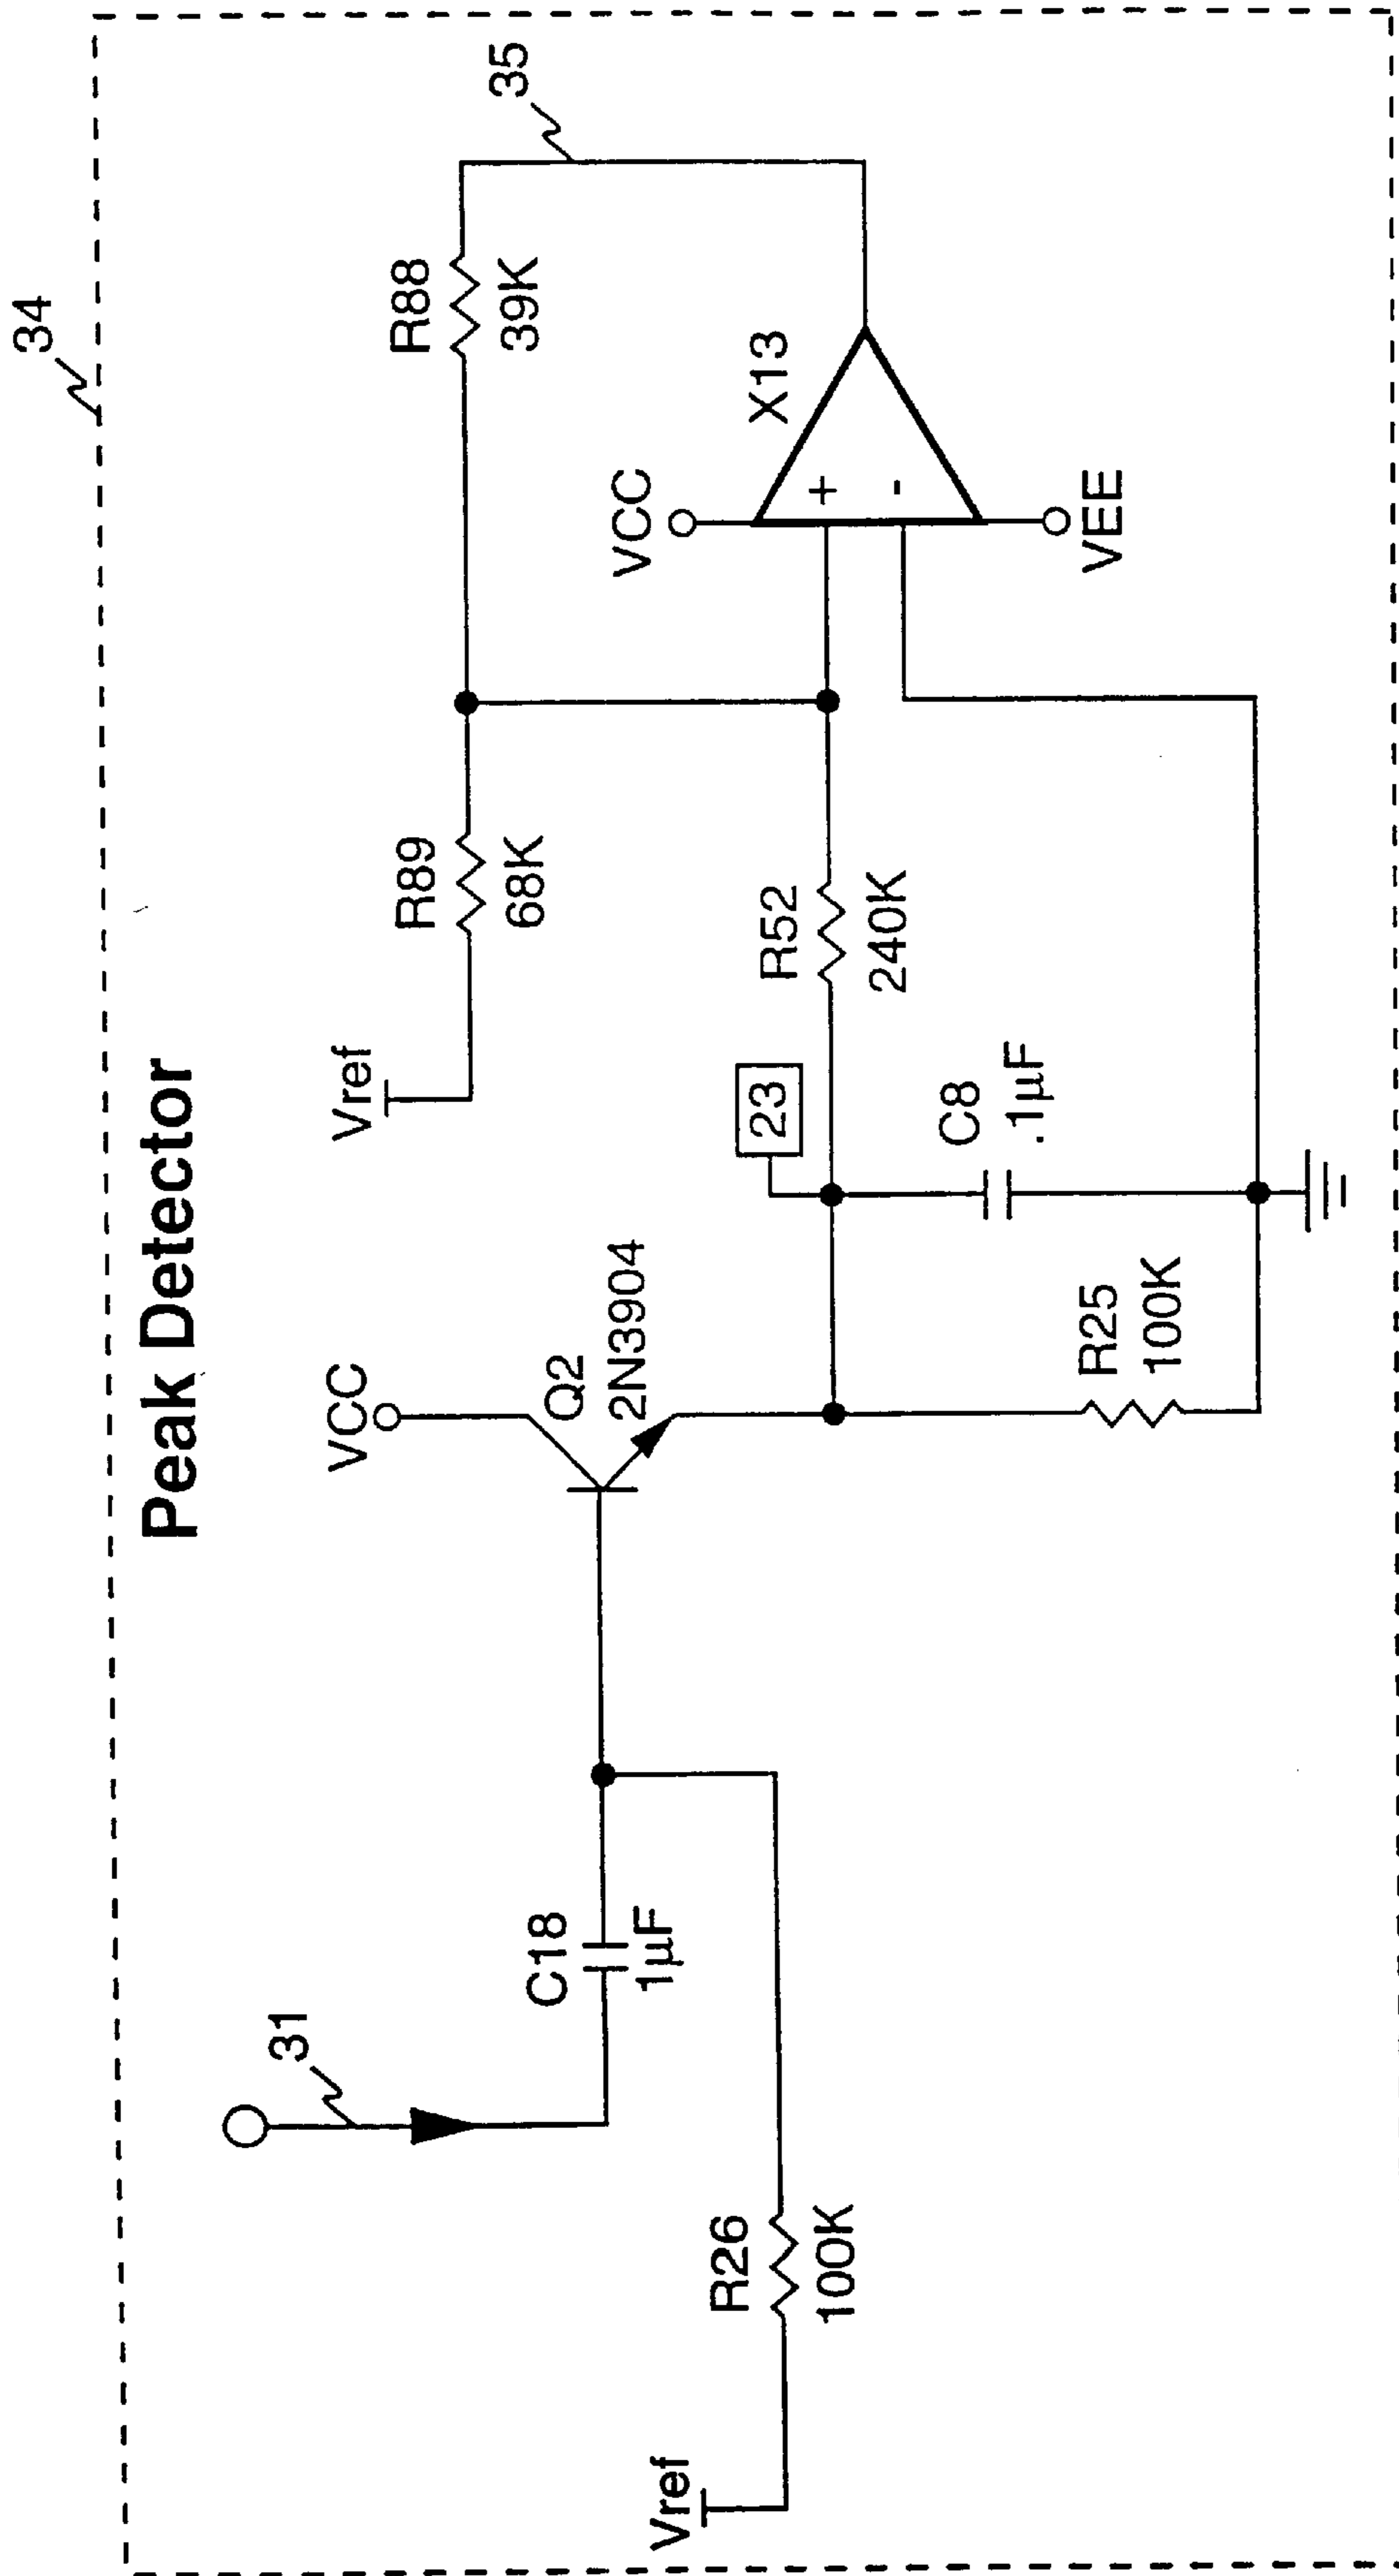 34
Peak Detector
31
C18
1µF
R26
100K
Vref
VCC
Q2
2N3904
R25
100K
23
C8
.1µF
R52
240K
Vref
R89
68K
R88
39K
35
VCC
X13
+
-
VEE